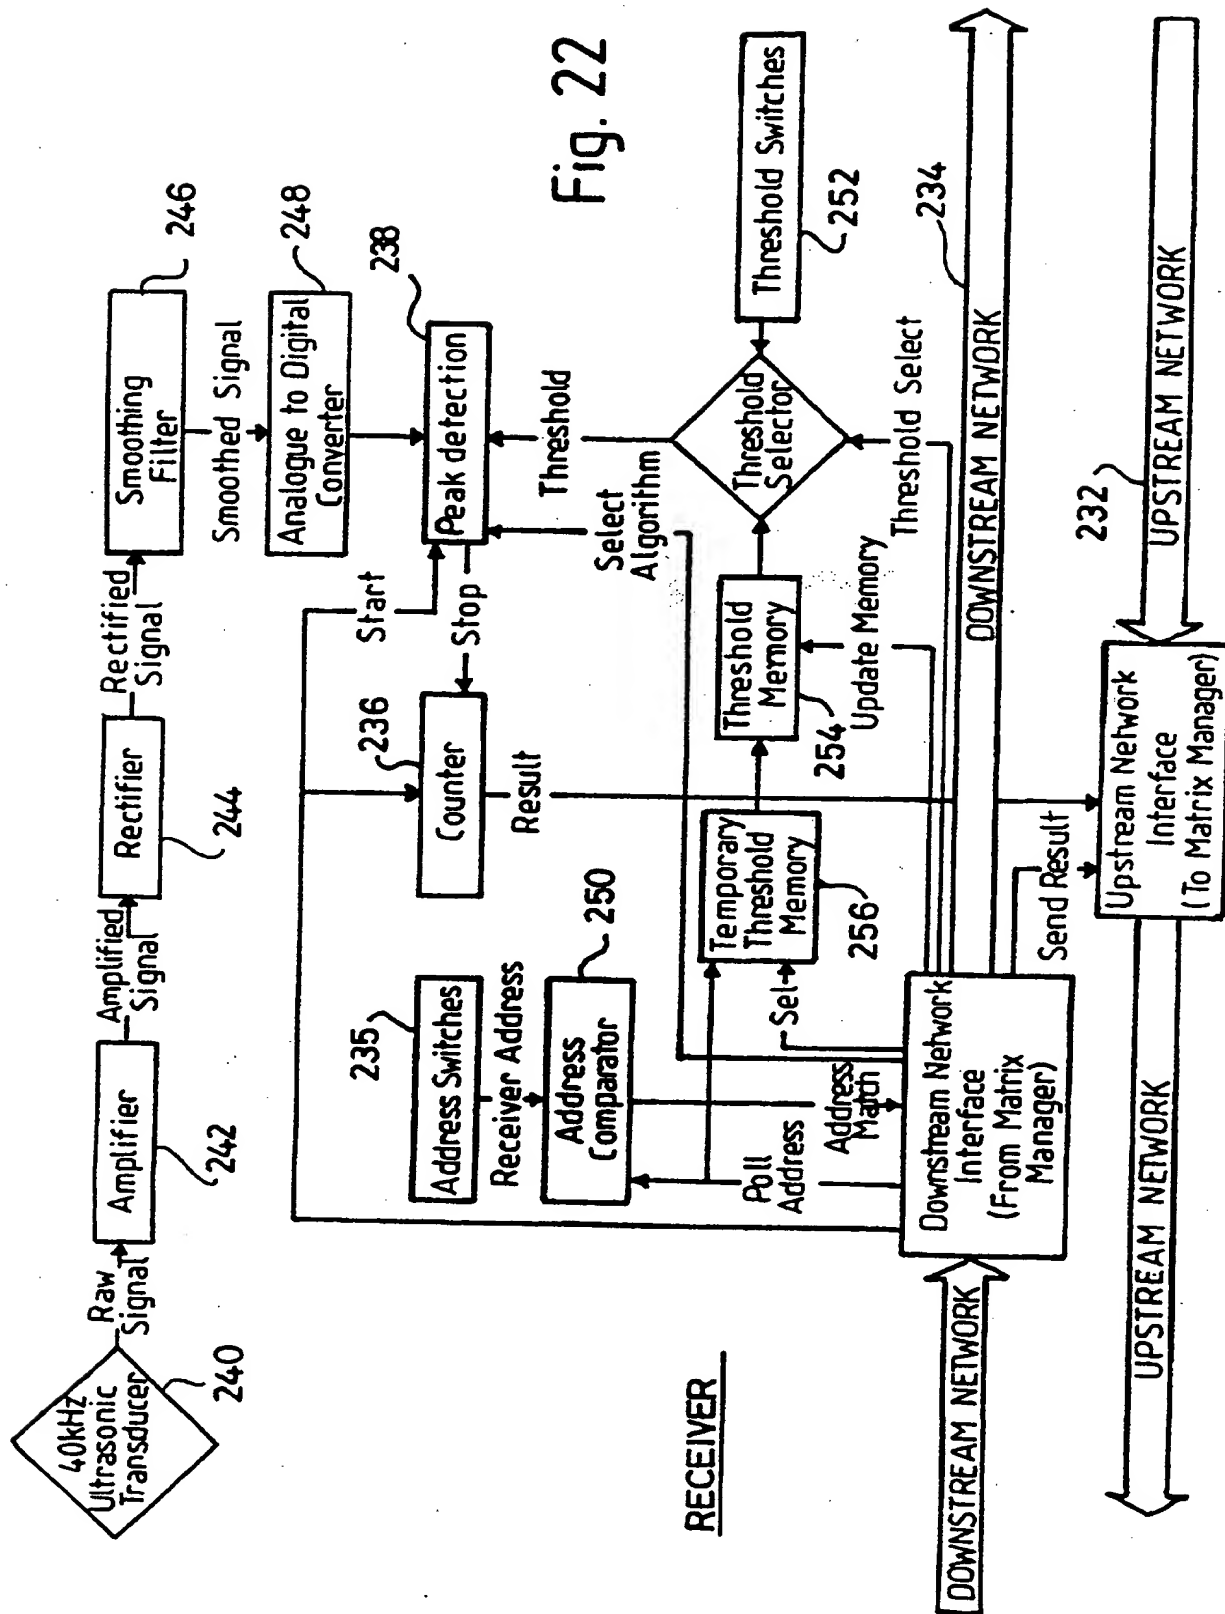 40kHz
Ultrasonic
Transducer
240
Raw
Signal
Amplifier
242
Amplified
Signal
Rectifier
244
Rectified
Signal
Smoothing
Filter
246
Smoothed Signal
Analogue to Digital
Converter
248
Peak detection
238
Start
Stop
Counter
236
Result
Threshold
Select
Algorithm
Fig. 22
Address Switches
235
Receiver Address
Address
Comparator
250
Poll
Address
Address
Match
Sel
Temporary
Threshold
Memory
256
Threshold
Memory
254
Update Memory
Threshold
Selector
Threshold Switches
252
Threshold Select
RECEIVER
DOWNSTREAM NETWORK
Downstream Network
Interface
(From Matrix
Manager)
DOWNSTREAM NETWORK
234
Send Result
UPSTREAM NETWORK
Upstream Network
Interface
(To Matrix Manager)
UPSTREAM NETWORK
232